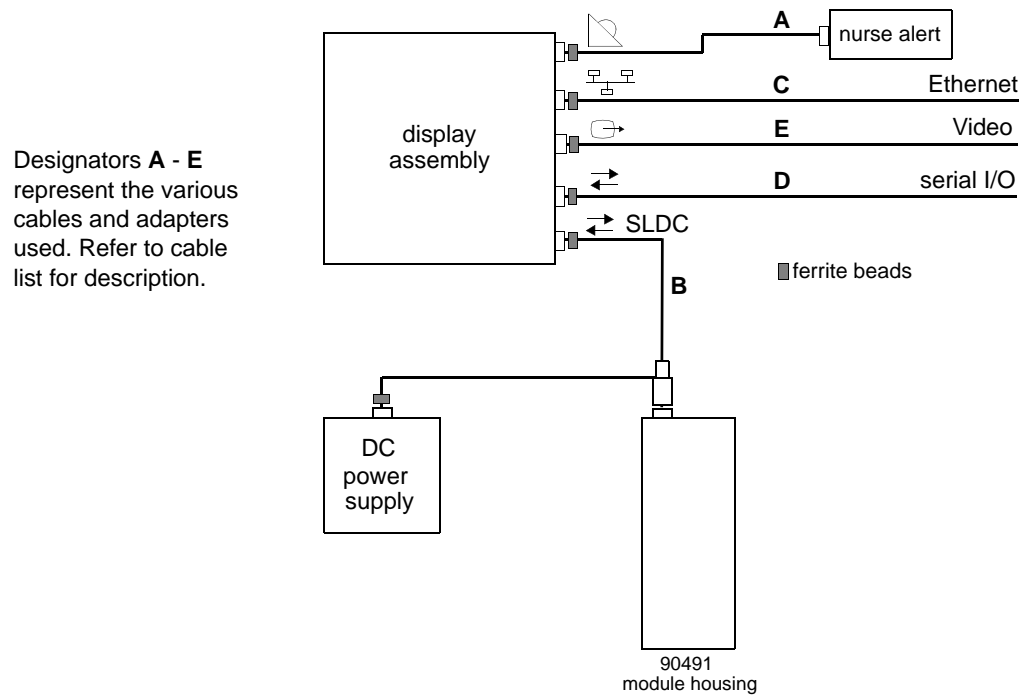 A
nurse alert
C
Ethernet
E
Video
D
serial I/O
SLDC
B
display
assembly
Designators A - E
represent the various
cables and adapters
used. Refer to cable
list for description.
ferrite beads
DC
power
supply
90491
module housing